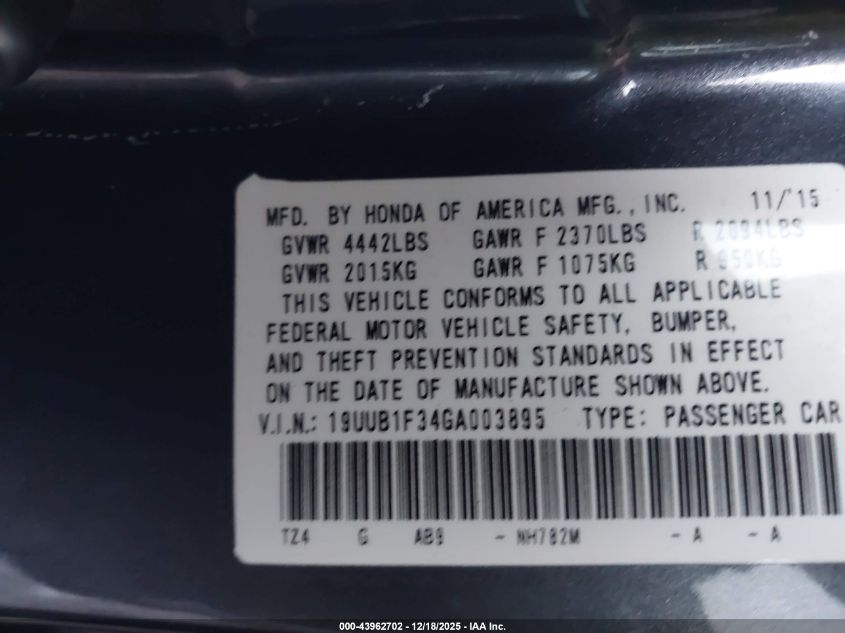 MFD. BY HONDA OF AMERICA MFG., INC. 11/'15
GVWR 4442LBS GAWR F 2370LBS R 2094LBS
GVWR 2015KG GAWR F 1075KG R 950KG
THIS VEHICLE CONFORMS TO ALL APPLICABLE
FEDERAL MOTOR VEHICLE SAFETY, BUMPER,
AND THEFT PREVENTION STANDARDS IN EFFECT
ON THE DATE OF MANUFACTURE SHOWN ABOVE.
V.I.N.: 19UUB1F34GA003895 TYPE: PASSENGER CAR
TZ4 G AB9 - NH782M - A - A
000-43962702 - 12/18/2025 - IAA Inc.